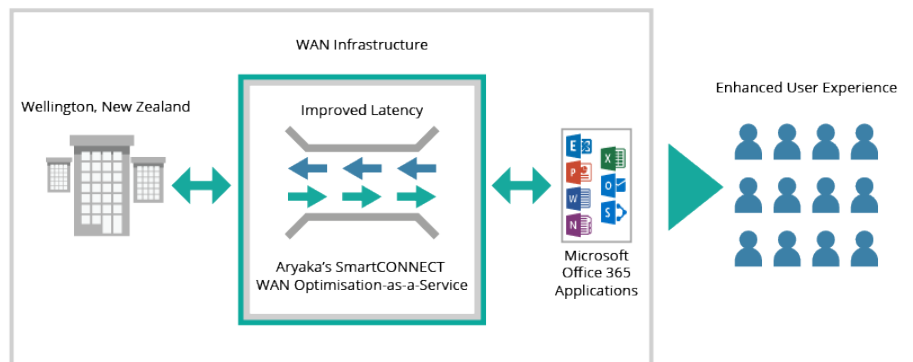 WAN Infrastructure
Wellington, New Zealand
Improved Latency
Aryaka's SmartCONNECT
WAN Optimisation-as-a-Service
E
X
P
O
W
S
N
Microsoft
Office 365
Applications
Enhanced User Experience